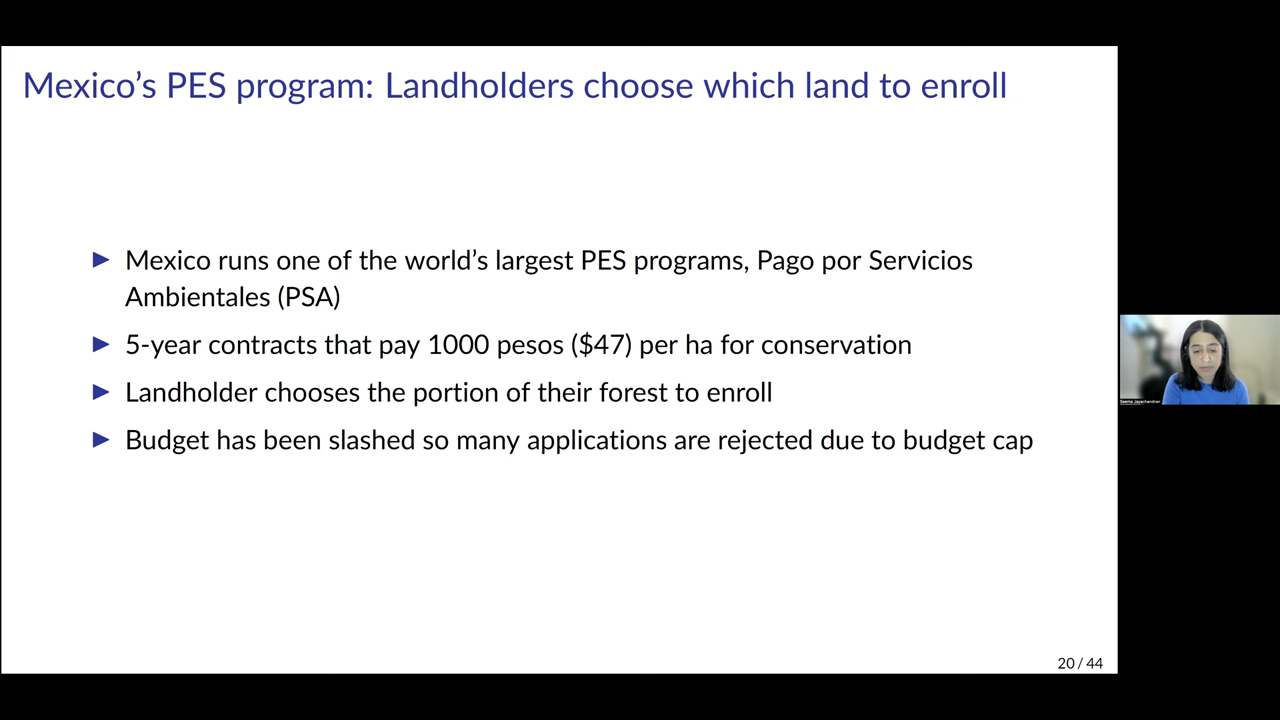 Mexico's PES program: Landholders choose which land to enroll
▶ Mexico runs one of the world's largest PES programs, Pago por Servicios
Ambientales (PSA)
▶ 5-year contracts that pay 1000 pesos ($47) per ha for conservation
▶ Landholder chooses the portion of their forest to enroll
▶ Budget has been slashed so many applications are rejected due to budget cap
Seema Jayachandran
20 / 44